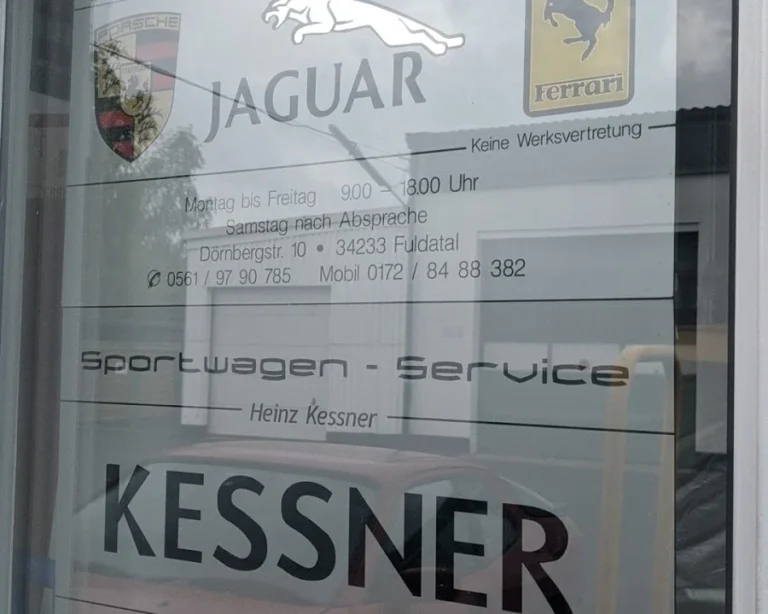 PORSCHE
JAGUAR
Ferrari
Keine Werksvertretung
Montag bis Freitag 9.00 - 18.00 Uhr
Samstag nach Absprache
Dörnbergstr. 10 • 34233 Fuldatal
✆ 0561 / 97 90 785 Mobil 0172 / 84 88 382
Sportwagen - Service
Heinz Kessner
KESSNER